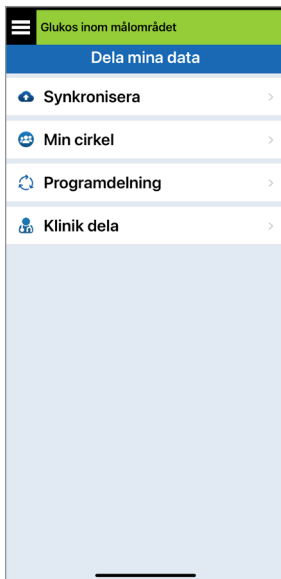 Glukos inom målområdet
Dela mina data
Synkronisera
Min cirkel
Programdelning
Klinik dela